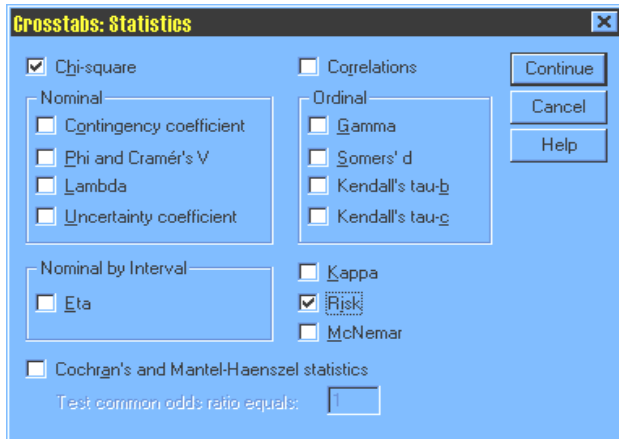 Crosstabs: Statistics
Chi-square
Correlations
Continue
Nominal
Ordinal
Cancel
Contingency coefficient
Gamma
Help
Phi and Cramér's V
Somers' d
Lambda
Kendall's tau-b
Uncertainty coefficient
Kendall's tau-c
Nominal by Interval
Kappa
Eta
Risk
McNemar
Cochran's and Mantel-Haenszel statistics
Test common odds ratio equals: 1